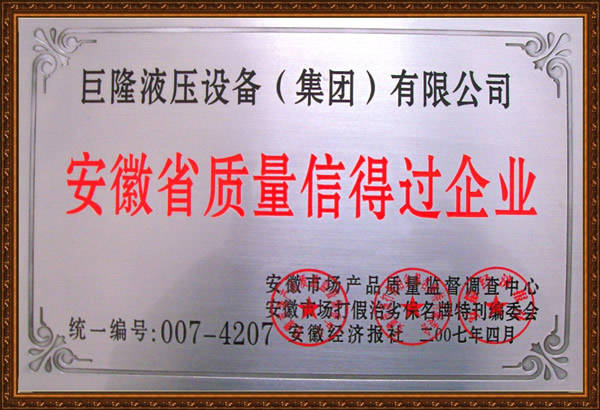 巨隆液压设备（集团）有限公司
安徽省质量信得过企业
安徽市场产品质量监督调查中心
安徽市场打假治劣保名牌特刊编委会
统一编号:007-4207 安徽经济报社 二00七年四月